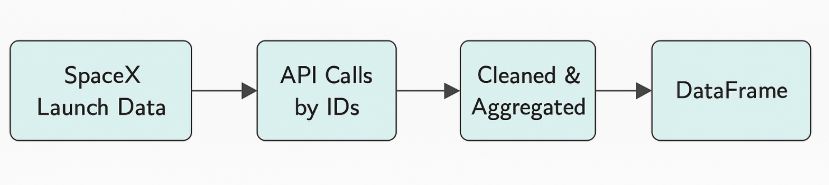 SpaceX
Launch Data
API Calls
by IDs
Cleaned &
Aggregated
DataFrame